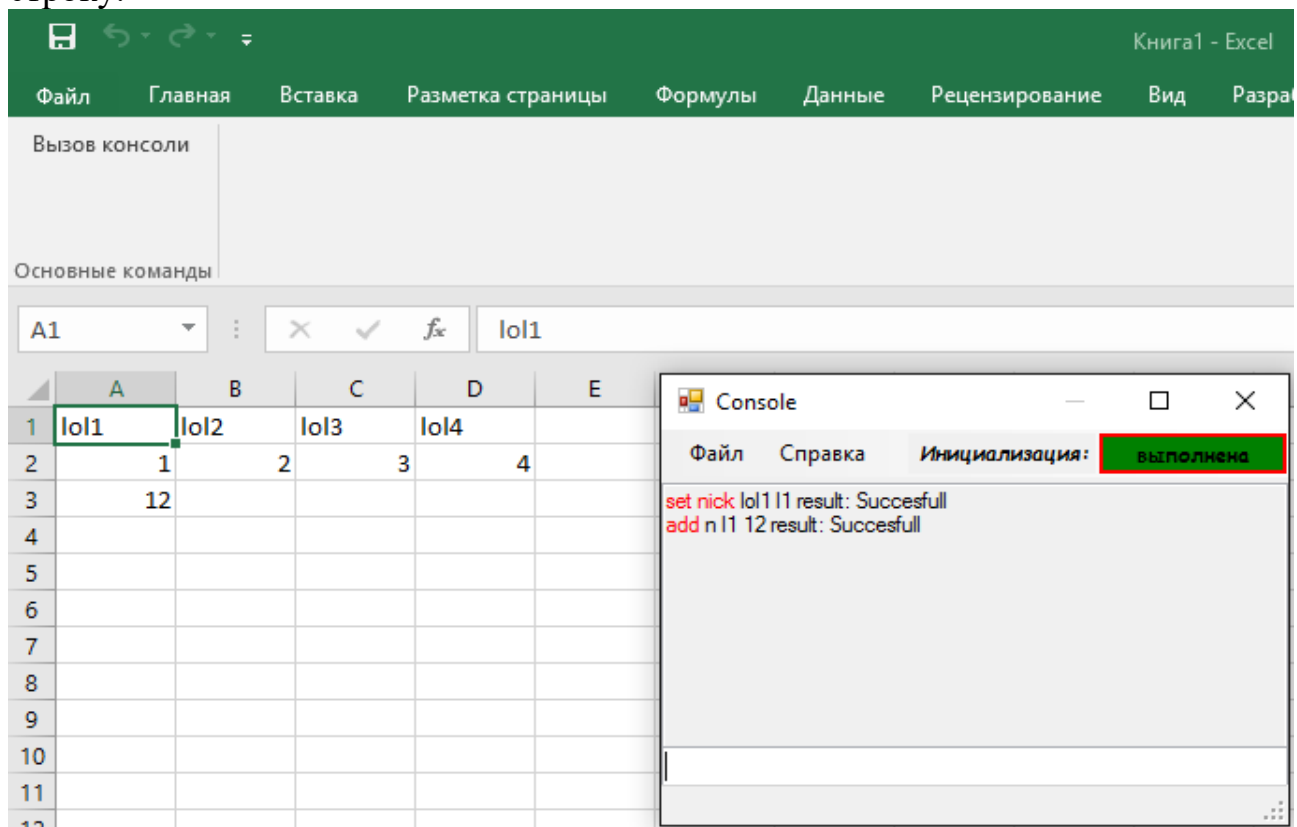 Книга1 - Excel
Файл Главная Вставка Разметка страницы Формулы Данные Рецензирование Вид
Вызов консоли
Основные команды
A1 fx lol1
A B C D E
1 lol1 lol2 lol3 lol4
2 1 2 3 4
3 12
4
5
6
7
8
9
10
11
Console
Файл Справка Инициализация: выполнена
set nick lol1 l1 result: Succesfull
add n l1 12 result: Succesfull